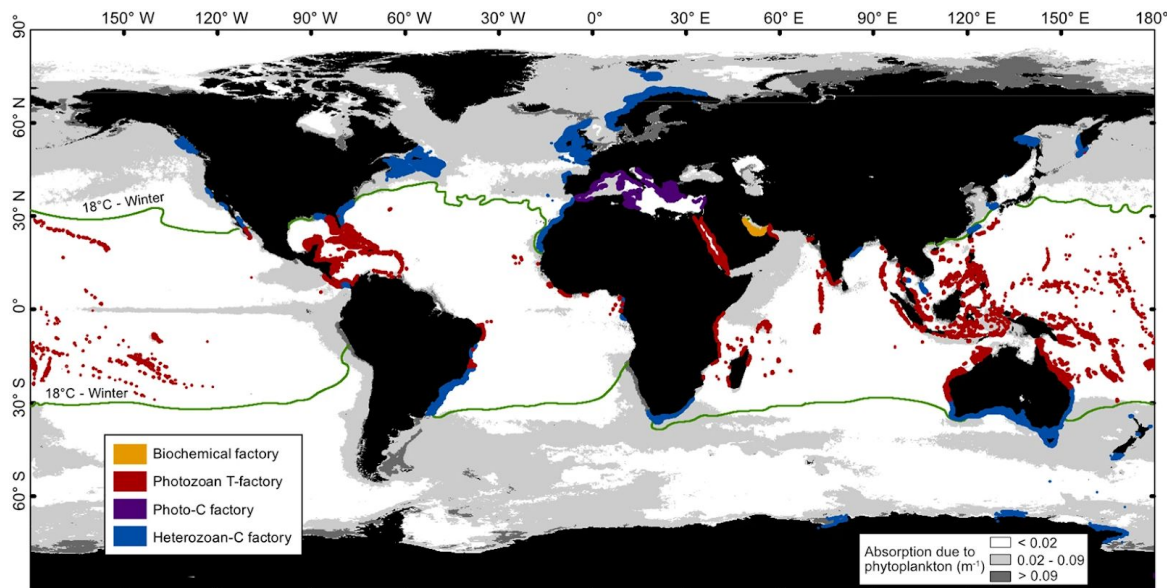 90° 150° W 120° W 90° W 60° W 30° W 0° 30° E 60° E 90° E 120° E 150° E 180°
60° N
30° N
0°
30° S
60° S
18°C - Winter
18°C - Winter
Biochemical factory
Photozoan T-factory
Photo-C factory
Heterozoan-C factory
Absorption due to
phytoplankton (m⁻¹)
< 0.02
0.02 - 0.09
> 0.09